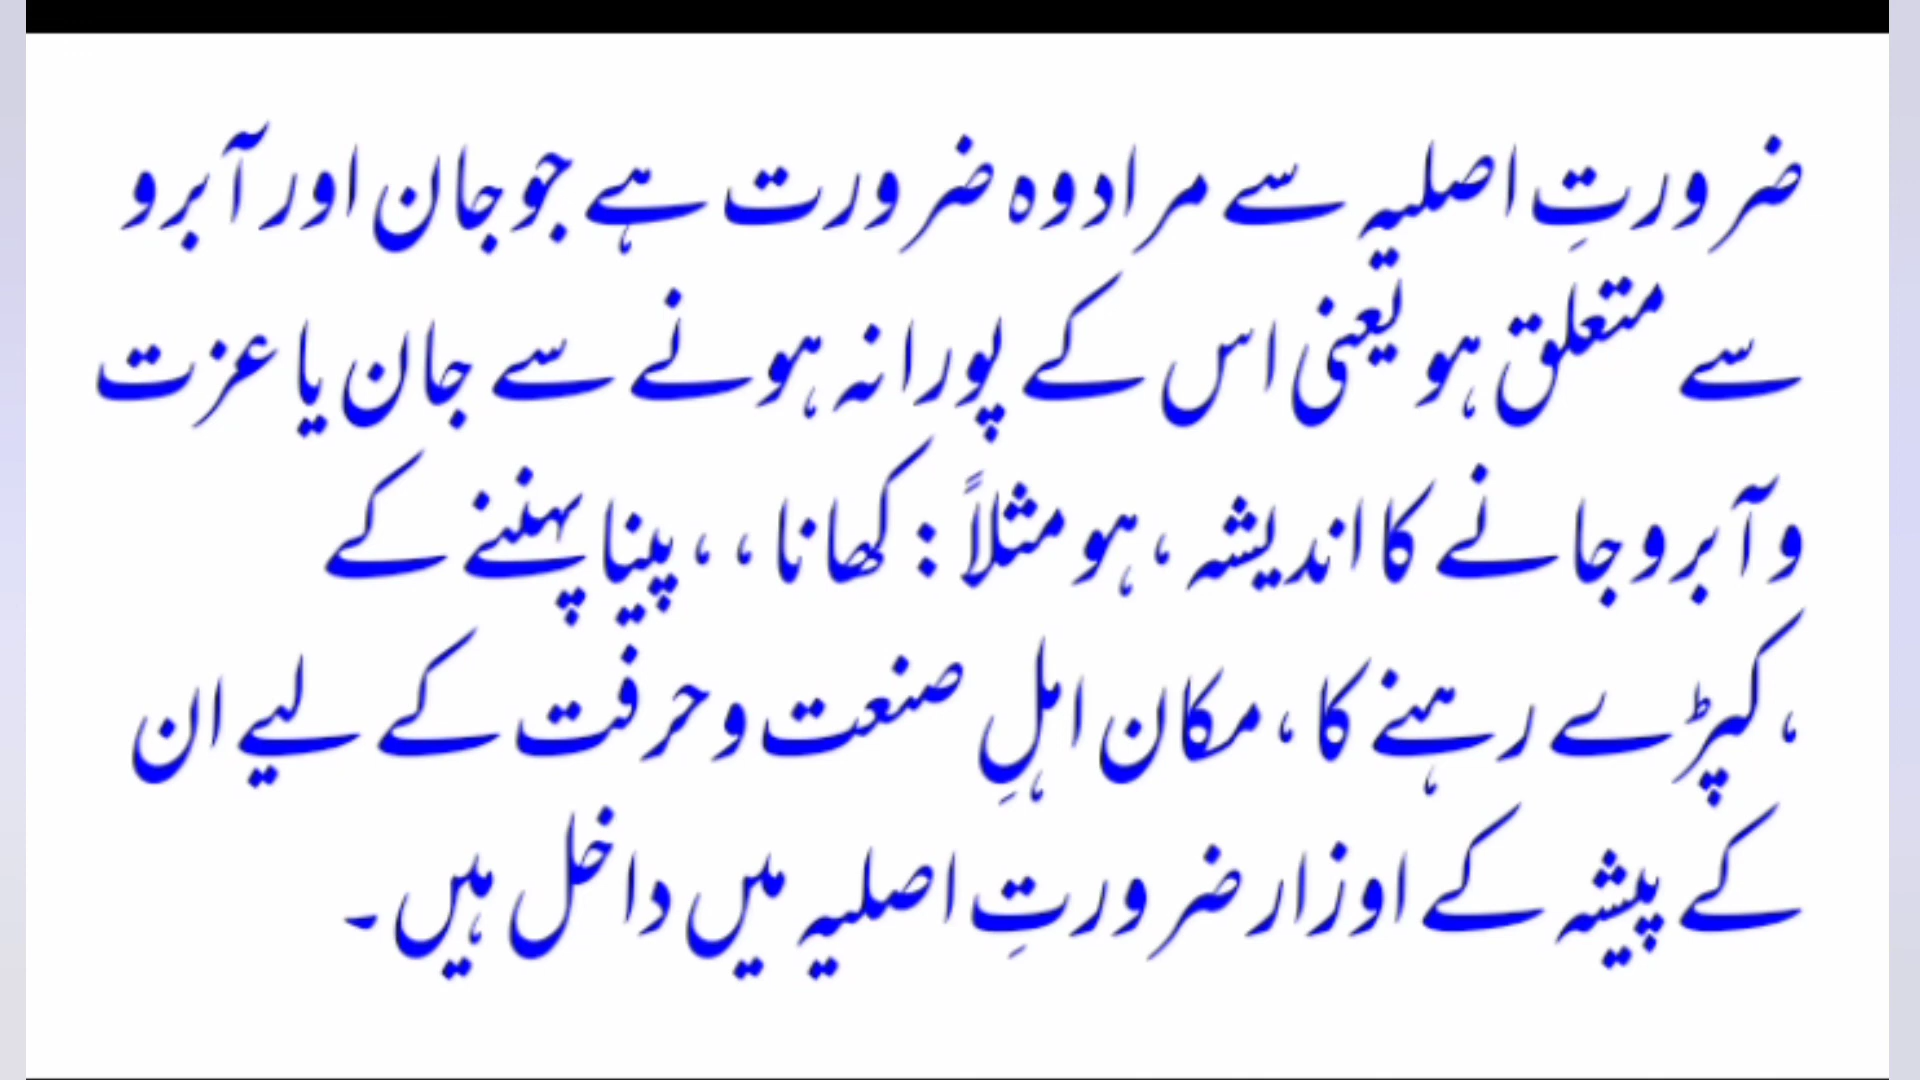 ضرورتِ اصلیہ سے مراد وہ ضرورت ہے جو جان اور آبرو
سے متعلق ہو یعنی اس کے پورا نہ ہونے سے جان یا عزت
و آبرو جانے کا اندیشہ ، ہو مثلاً : کھانا ، ، پینا پہننے کے
، کپڑے رہنے کا ، مکان اہلِ صنعت و حرفت کے لیے ان
کے پیشہ کے اوزار ضرورتِ اصلیہ میں داخل ہیں۔